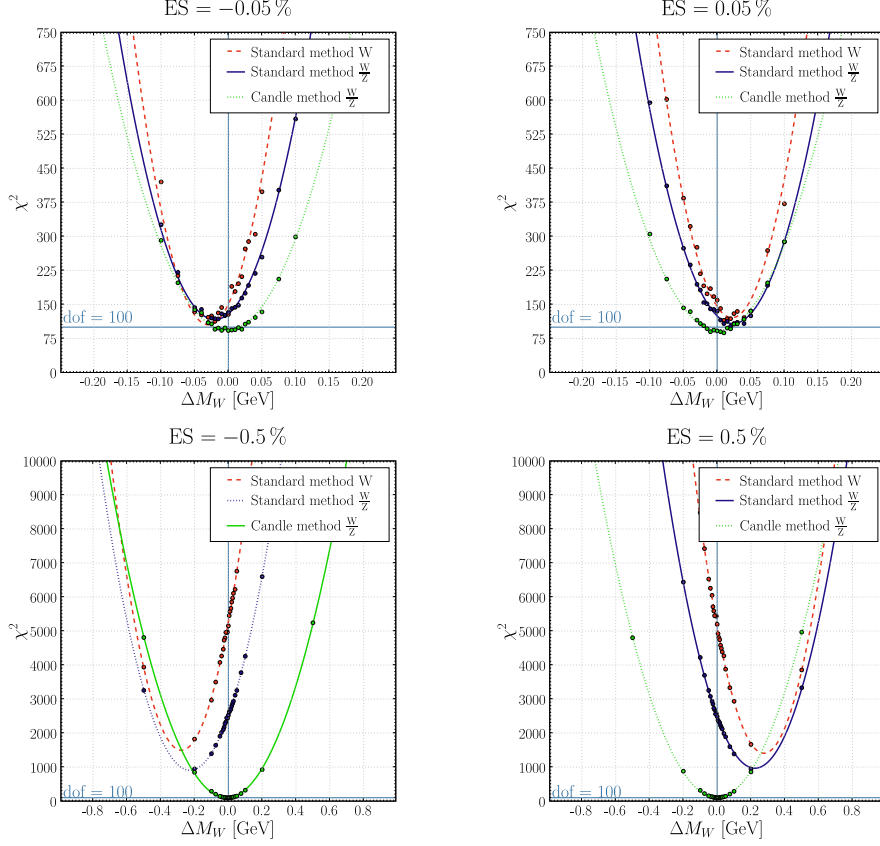 ES = −0.05 %
750
675
600
525
450
375
300
225
150
75
0
χ²
dof = 100
Standard method W
Standard method W/Z
Candle method W/Z
-0.20 -0.15 -0.10 -0.05 0.00 0.05 0.10 0.15 0.20
ΔM_W [GeV]
ES = 0.05 %
750
675
600
525
450
375
300
225
150
75
0
χ²
dof = 100
Standard method W
Standard method W/Z
Candle method W/Z
-0.20 -0.15 -0.10 -0.05 0.00 0.05 0.10 0.15 0.20
ΔM_W [GeV]
ES = −0.5 %
10000
9000
8000
7000
6000
5000
4000
3000
2000
1000
0
χ²
dof = 100
Standard method W
Standard method W/Z
Candle method W/Z
-0.8 -0.6 -0.4 -0.2 0.0 0.2 0.4 0.6 0.8
ΔM_W [GeV]
ES = 0.5 %
10000
9000
8000
7000
6000
5000
4000
3000
2000
1000
0
χ²
dof = 100
Standard method W
Standard method W/Z
Candle method W/Z
-0.8 -0.6 -0.4 -0.2 0.0 0.2 0.4 0.6 0.8
ΔM_W [GeV]